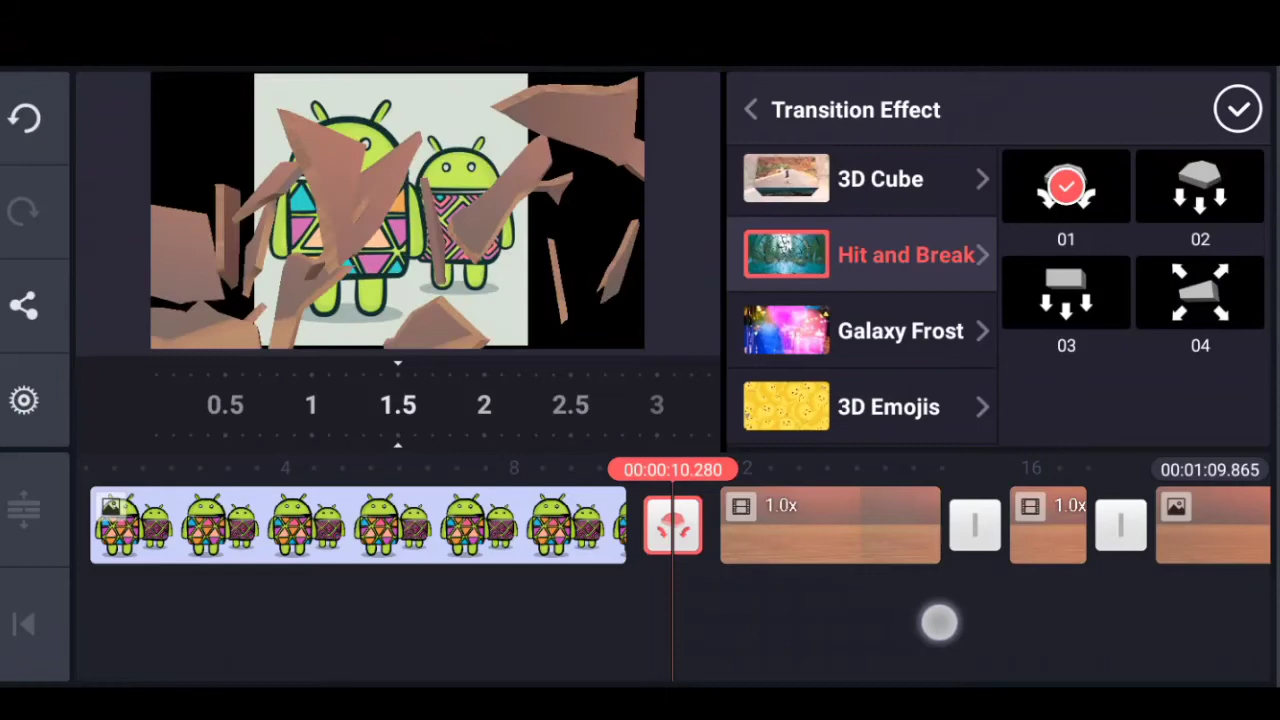 Transition Effect
3D Cube
Hit and Break
Galaxy Frost
3D Emojis
01
02
03
04
0.5 1 1.5 2 2.5 3
4 8 00:00:10.280 2 16 00:01:09.865
1.0x 1.0x